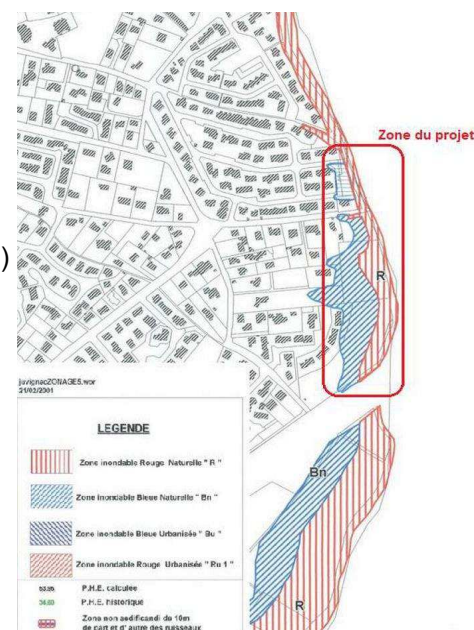 Zone du projet
R
)
juvignacZONAGES.wor
21/02/2001
LEGENDE
Zone inondable Rouge Naturelle " R "
Bn
Zone inondable Bleue Naturelle " Bn "
Zone inondable Bleue Urbanisée " Bu "
Zone inondable Rouge Urbanisée " Ru 1 "
P.H.E. calculée
R
P.H.E. historique
Zone non aedificandi de 10m
de part et d' autre des ruisseaux